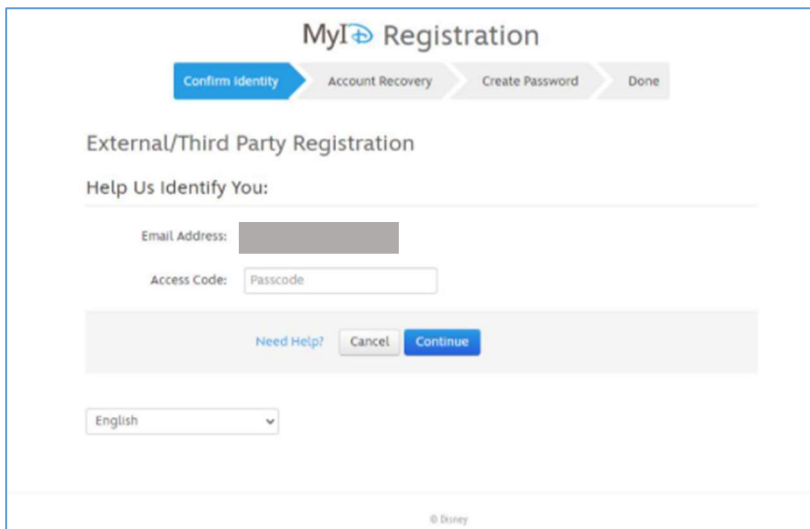 MyID Registration
Confirm Identity Account Recovery Create Password Done
External/Third Party Registration
Help Us Identify You:
Email Address:
Access Code: Passcode
Need Help? Cancel Continue
English
© Disney